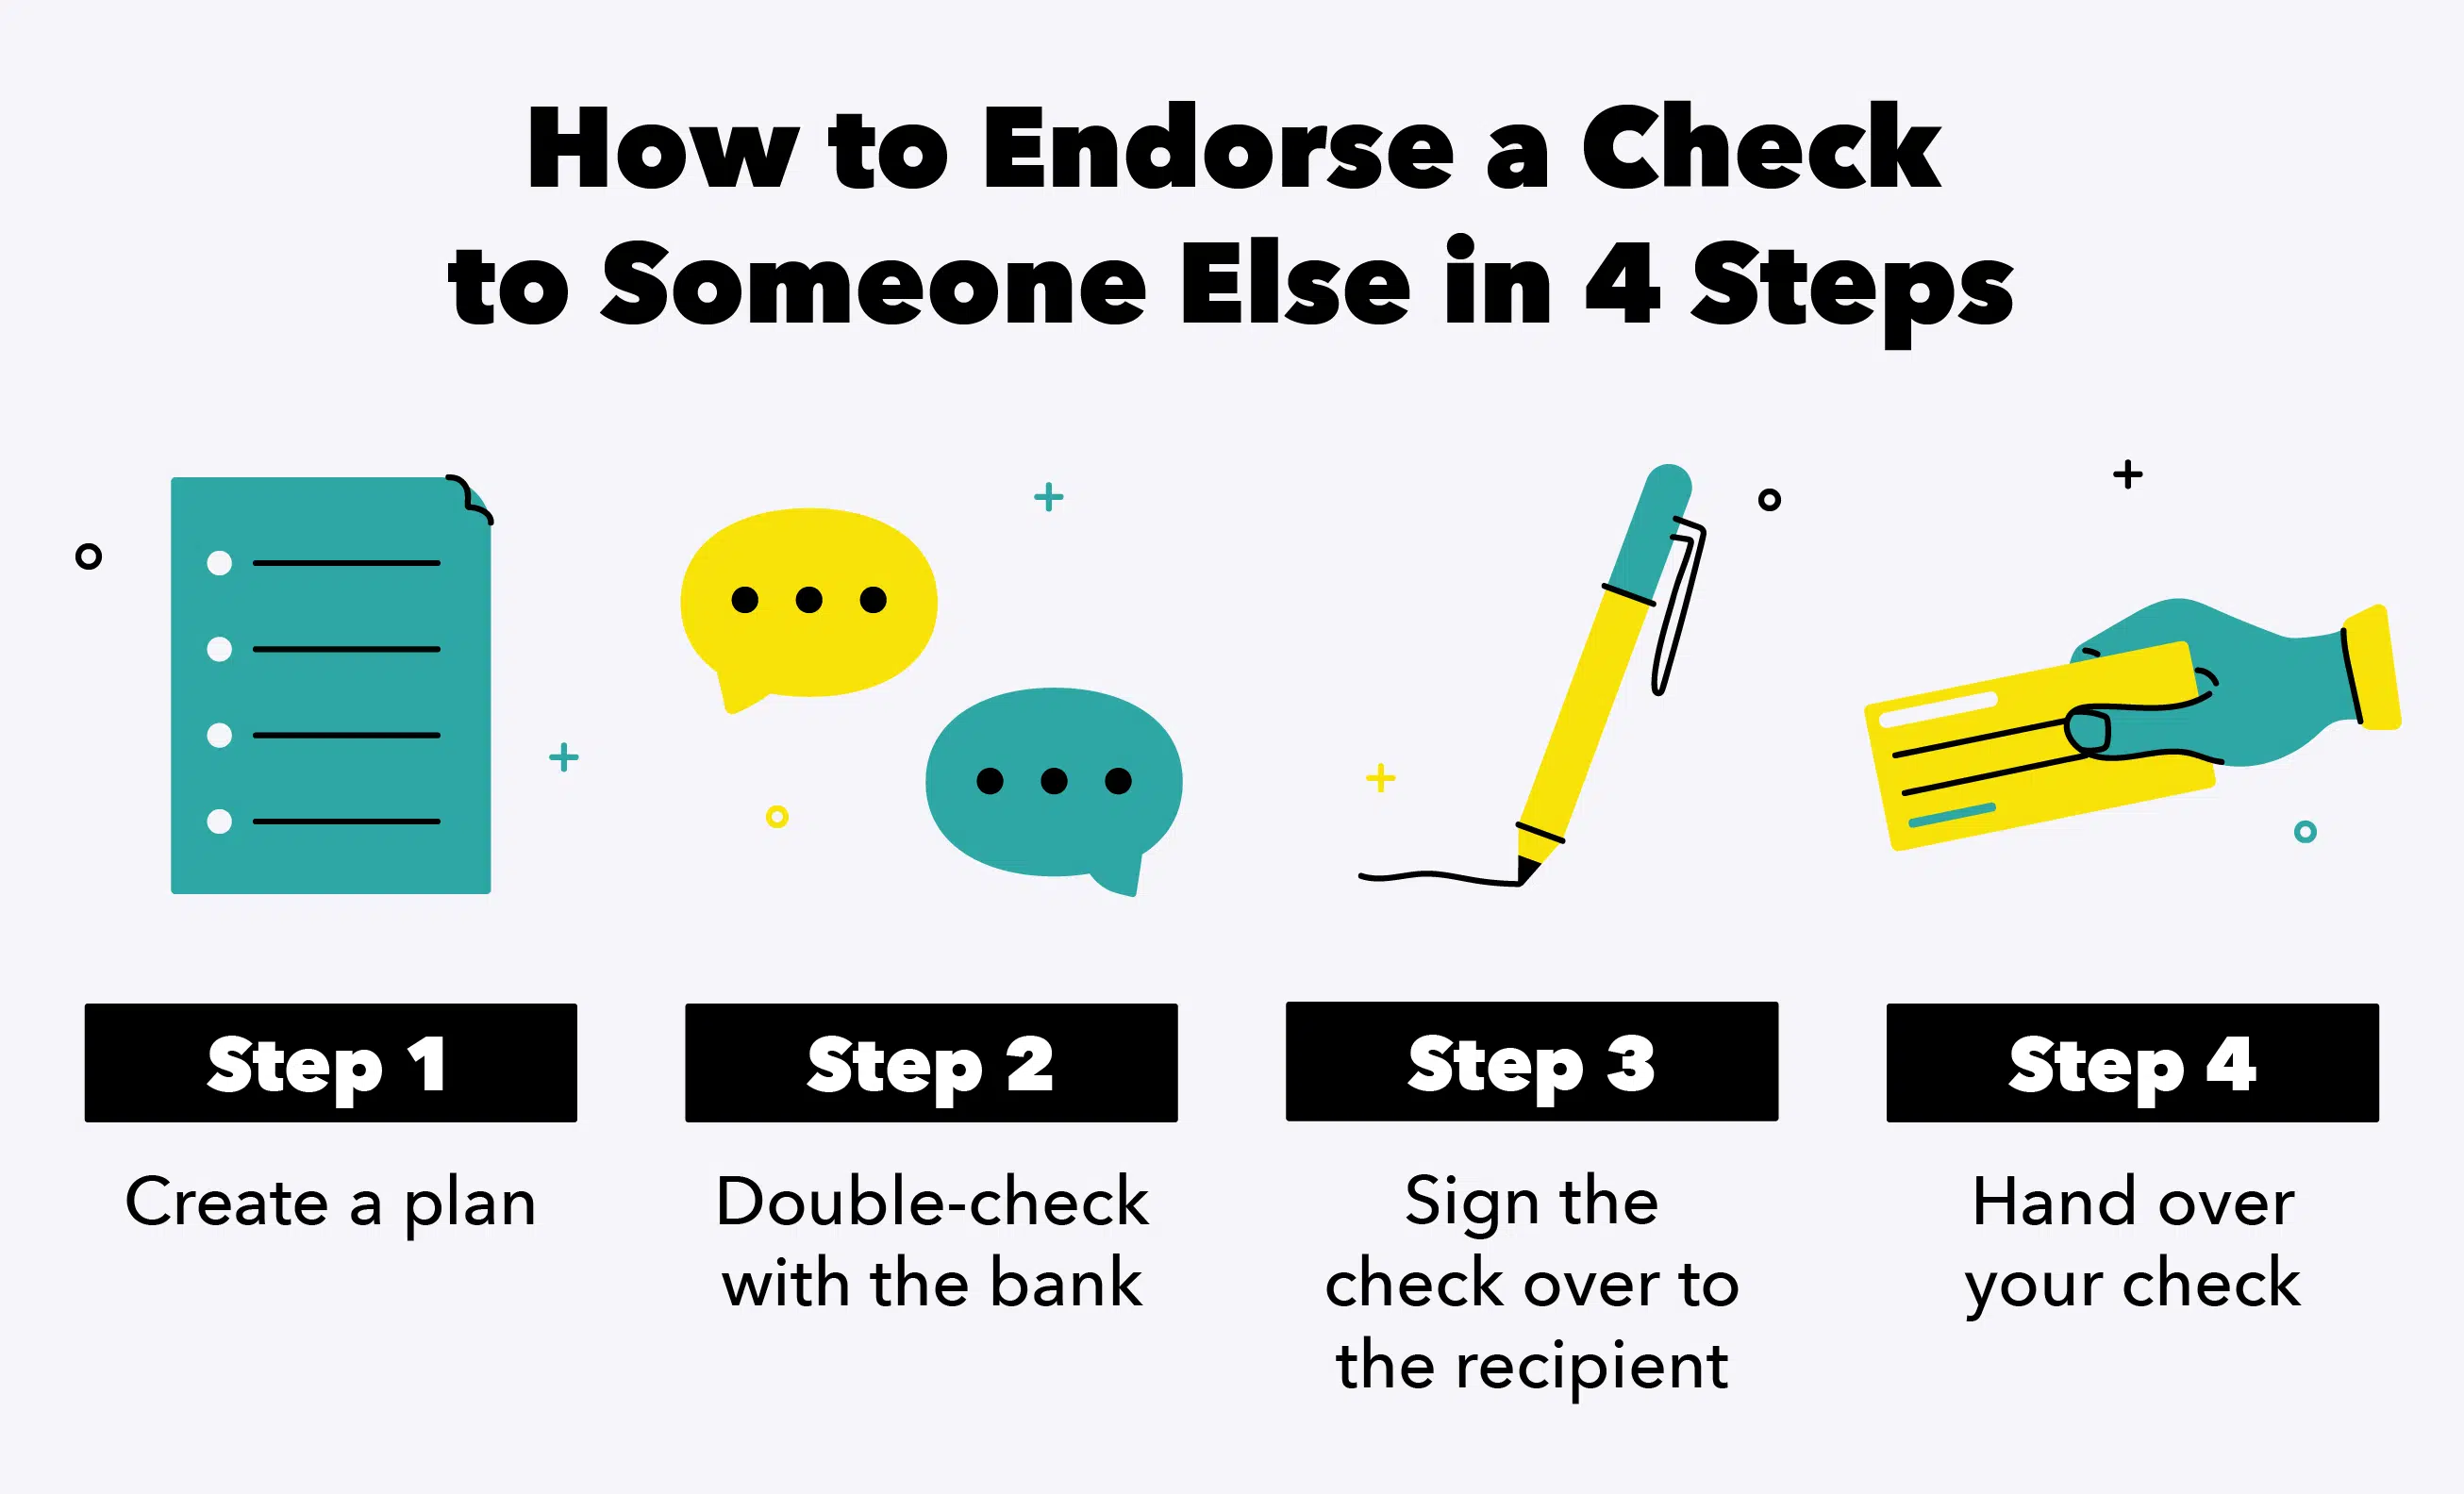 How to Endorse a Check
to Someone Else in 4 Steps
Step 1
Create a plan
Step 2
Double-check
with the bank
Step 3
Sign the
check over to
the recipient
Step 4
Hand over
your check